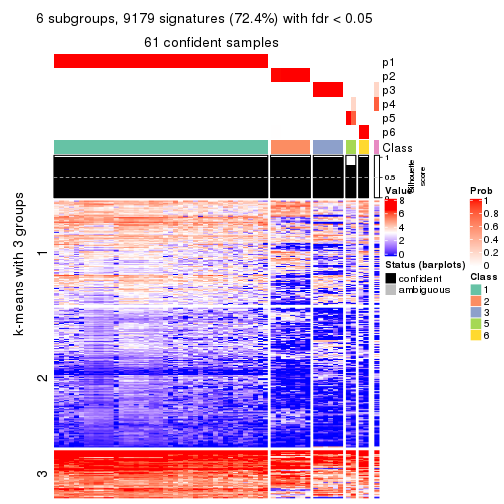 6 subgroups, 9179 signatures (72.4%) with fdr < 0.05
61 confident samples
p1
p2
p3
p4
p5
p6
Class
1
0.5
0
Silhouette
score
k-means with 3 groups
1
2
3
Value
8
6
4
2
0
Status (barplots)
confident
ambiguous
Prob
1
0.8
0.6
0.4
0.2
0
Class
1
2
3
5
6